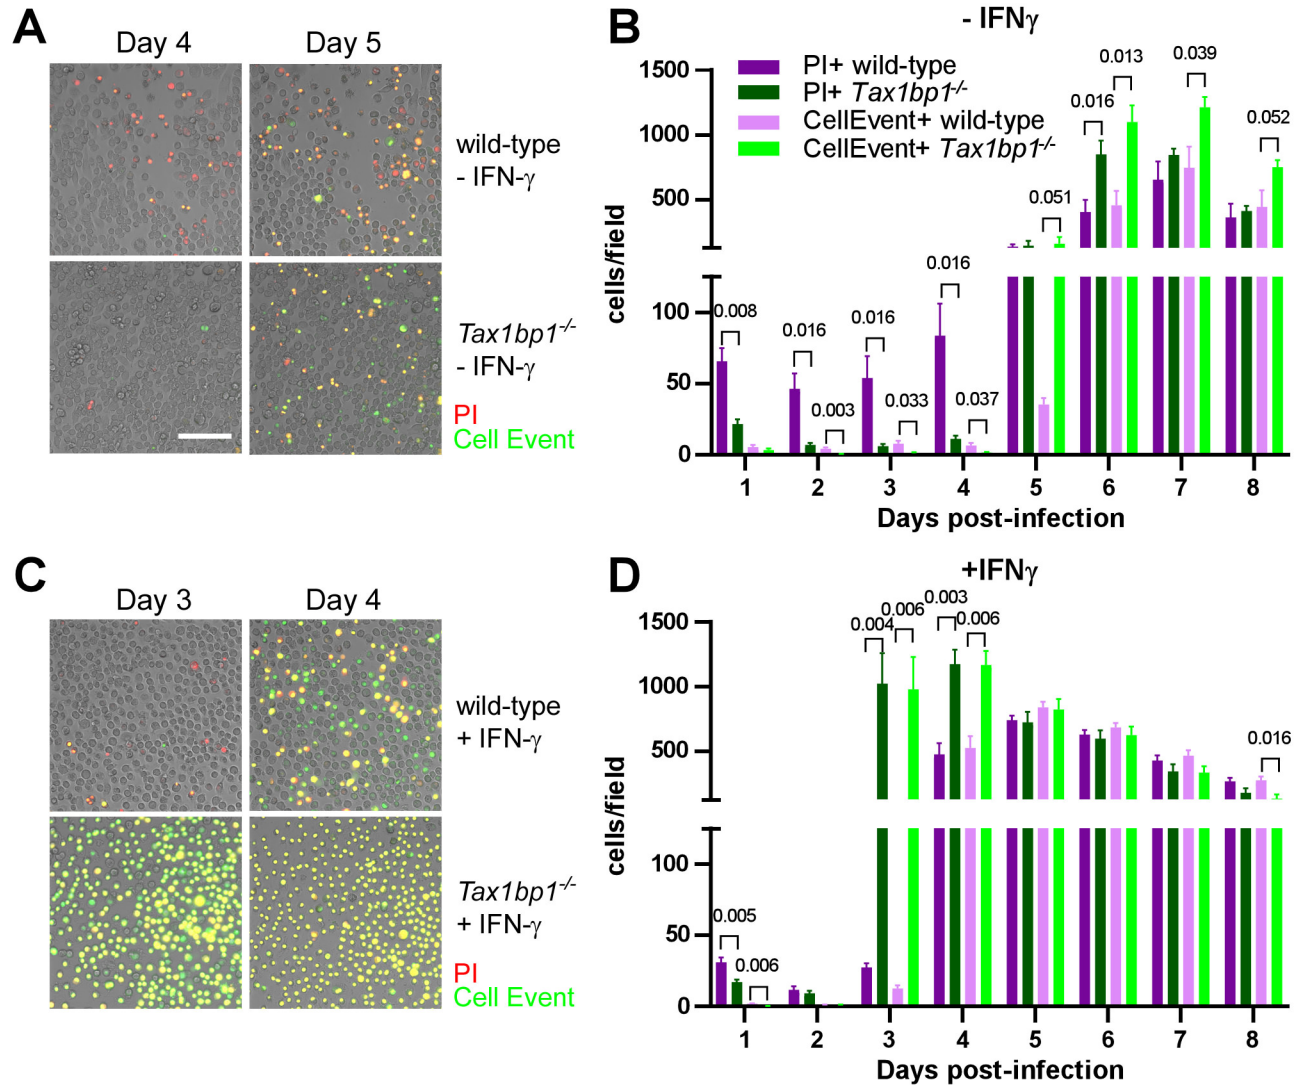 A
Day 4
Day 5
wild-type
- IFN-γ
Tax1bp1-/-
- IFN-γ
PI
Cell Event
B
- IFNγ
PI+ wild-type
PI+ Tax1bp1-/-
CellEvent+ wild-type
CellEvent+ Tax1bp1-/-
cells/field
1500
1000
500
100
50
0
0.008
0.016
0.003
0.016
0.033
0.016
0.037
0.051
0.016
0.013
0.039
0.052
1 2 3 4 5 6 7 8
Days post-infection
C
Day 3
Day 4
wild-type
+ IFN-γ
Tax1bp1-/-
+ IFN-γ
PI
Cell Event
D
+IFNγ
cells/field
1500
1000
500
100
50
0
0.005
0.006
0.004
0.006
0.003
0.006
0.016
1 2 3 4 5 6 7 8
Days post-infection